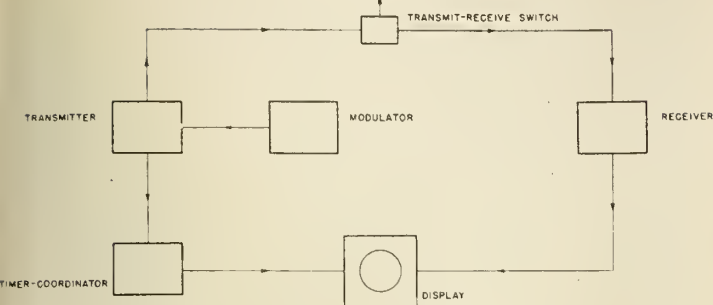 TRANSMIT-RECEIVE SWITCH
TRANSMITTER
MODULATOR
RECEIVER
TIMER-COORDINATOR
DISPLAY